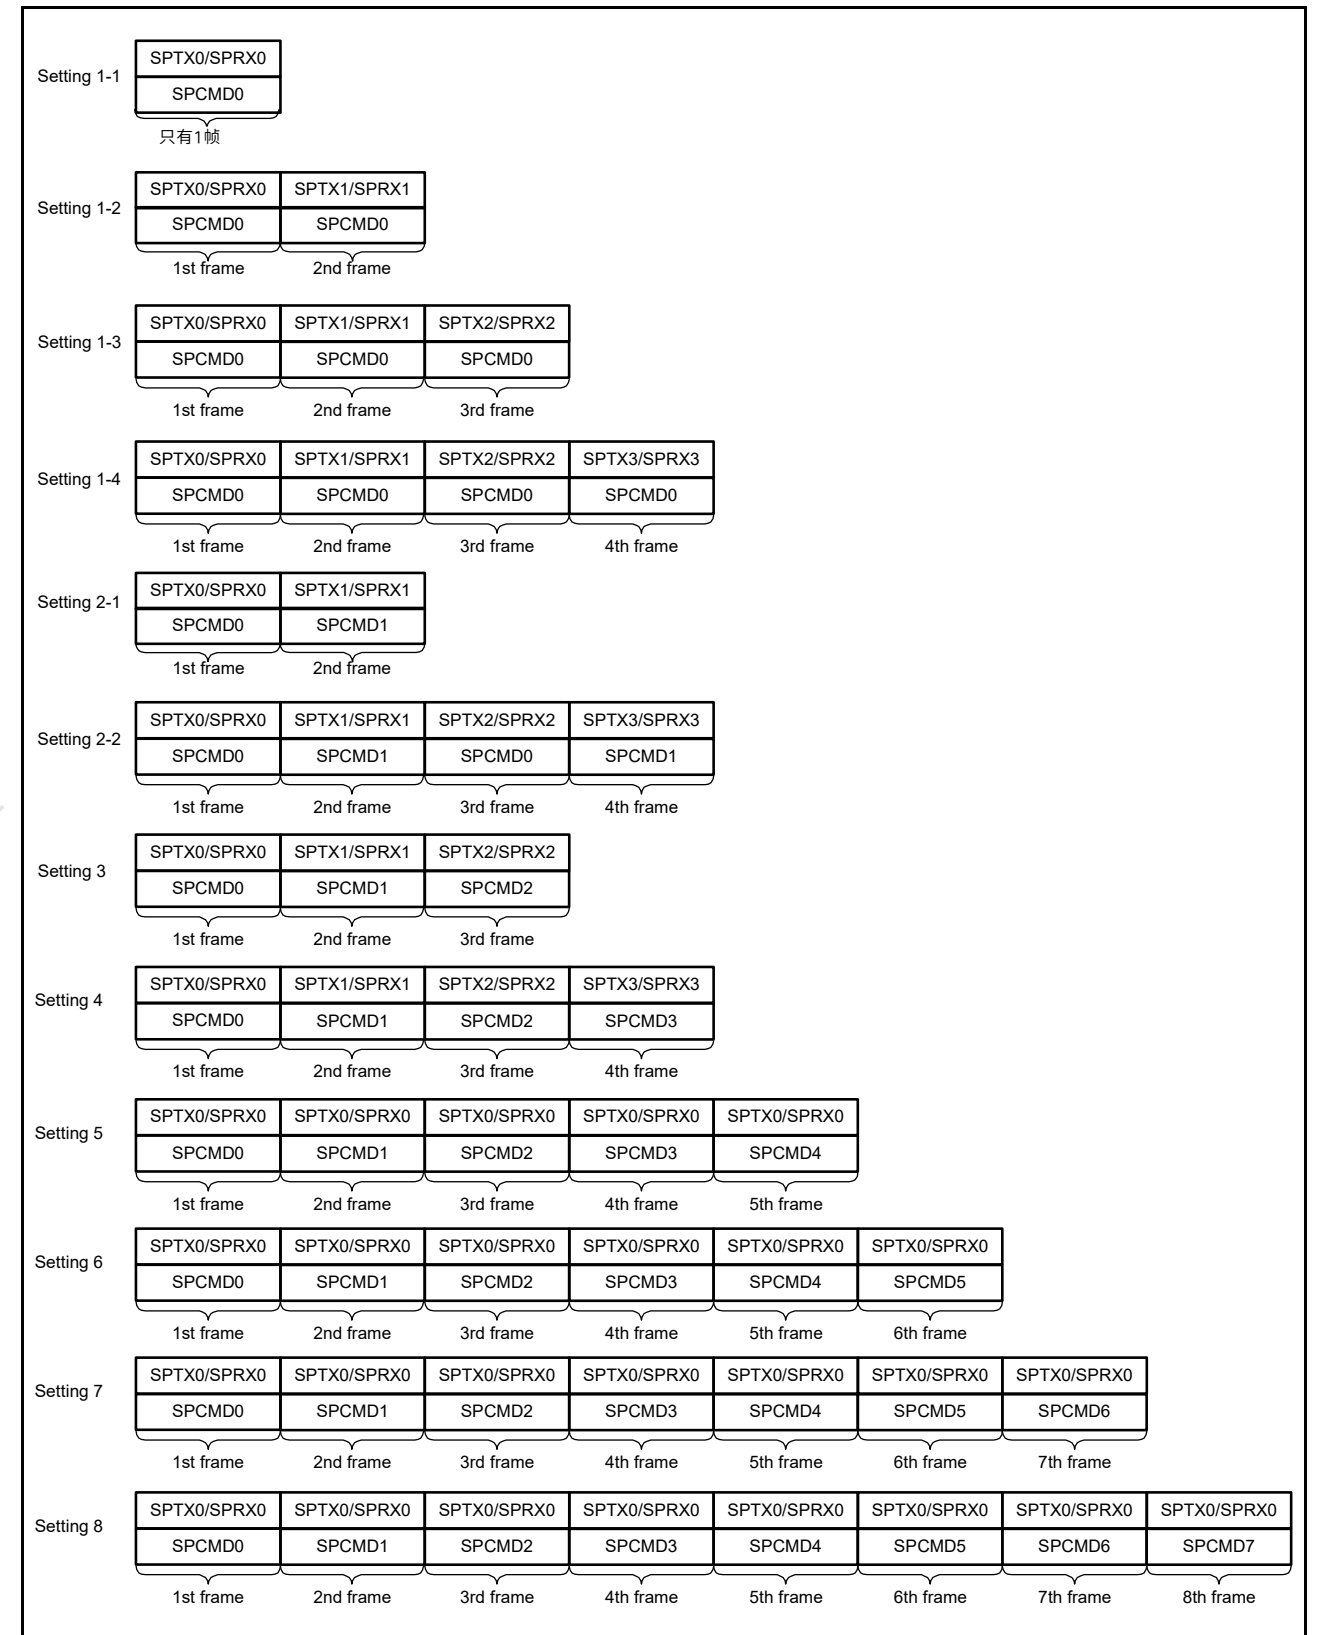 SPTX0/SPRX0
Setting 1-1
SPCMD0
只有1帧
SPTX0/SPRX0 SPTX1/SPRX1
Setting 1-2
SPCMD0 SPCMD0
1st frame 2nd frame
SPTX0/SPRX0 SPTX1/SPRX1 SPTX2/SPRX2
Setting 1-3
SPCMD0 SPCMD0 SPCMD0
1st frame 2nd frame 3rd frame
SPTX0/SPRX0 SPTX1/SPRX1 SPTX2/SPRX2 SPTX3/SPRX3
Setting 1-4
SPCMD0 SPCMD0 SPCMD0 SPCMD0
1st frame 2nd frame 3rd frame 4th frame
SPTX0/SPRX0 SPTX1/SPRX1
Setting 2-1
SPCMD0 SPCMD1
1st frame 2nd frame
SPTX0/SPRX0 SPTX1/SPRX1 SPTX2/SPRX2 SPTX3/SPRX3
Setting 2-2
SPCMD0 SPCMD1 SPCMD0 SPCMD1
1st frame 2nd frame 3rd frame 4th frame
SPTX0/SPRX0 SPTX1/SPRX1 SPTX2/SPRX2
Setting 3
SPCMD0 SPCMD1 SPCMD2
1st frame 2nd frame 3rd frame
SPTX0/SPRX0 SPTX1/SPRX1 SPTX2/SPRX2 SPTX3/SPRX3
Setting 4
SPCMD0 SPCMD1 SPCMD2 SPCMD3
1st frame 2nd frame 3rd frame 4th frame
SPTX0/SPRX0 SPTX0/SPRX0 SPTX0/SPRX0 SPTX0/SPRX0 SPTX0/SPRX0
Setting 5
SPCMD0 SPCMD1 SPCMD2 SPCMD3 SPCMD4
1st frame 2nd frame 3rd frame 4th frame 5th frame
SPTX0/SPRX0 SPTX0/SPRX0 SPTX0/SPRX0 SPTX0/SPRX0 SPTX0/SPRX0 SPTX0/SPRX0
Setting 6
SPCMD0 SPCMD1 SPCMD2 SPCMD3 SPCMD4 SPCMD5
1st frame 2nd frame 3rd frame 4th frame 5th frame 6th frame
SPTX0/SPRX0 SPTX0/SPRX0 SPTX0/SPRX0 SPTX0/SPRX0 SPTX0/SPRX0 SPTX0/SPRX0 SPTX0/SPRX0
Setting 7
SPCMD0 SPCMD1 SPCMD2 SPCMD3 SPCMD4 SPCMD5 SPCMD6
1st frame 2nd frame 3rd frame 4th frame 5th frame 6th frame 7th frame
SPTX0/SPRX0 SPTX0/SPRX0 SPTX0/SPRX0 SPTX0/SPRX0 SPTX0/SPRX0 SPTX0/SPRX0 SPTX0/SPRX0 SPTX0/SPRX0
Setting 8
SPCMD0 SPCMD1 SPCMD2 SPCMD3 SPCMD4 SPCMD5 SPCMD6 SPCMD7
1st frame 2nd frame 3rd frame 4th frame 5th frame 6th frame 7th frame 8th frame